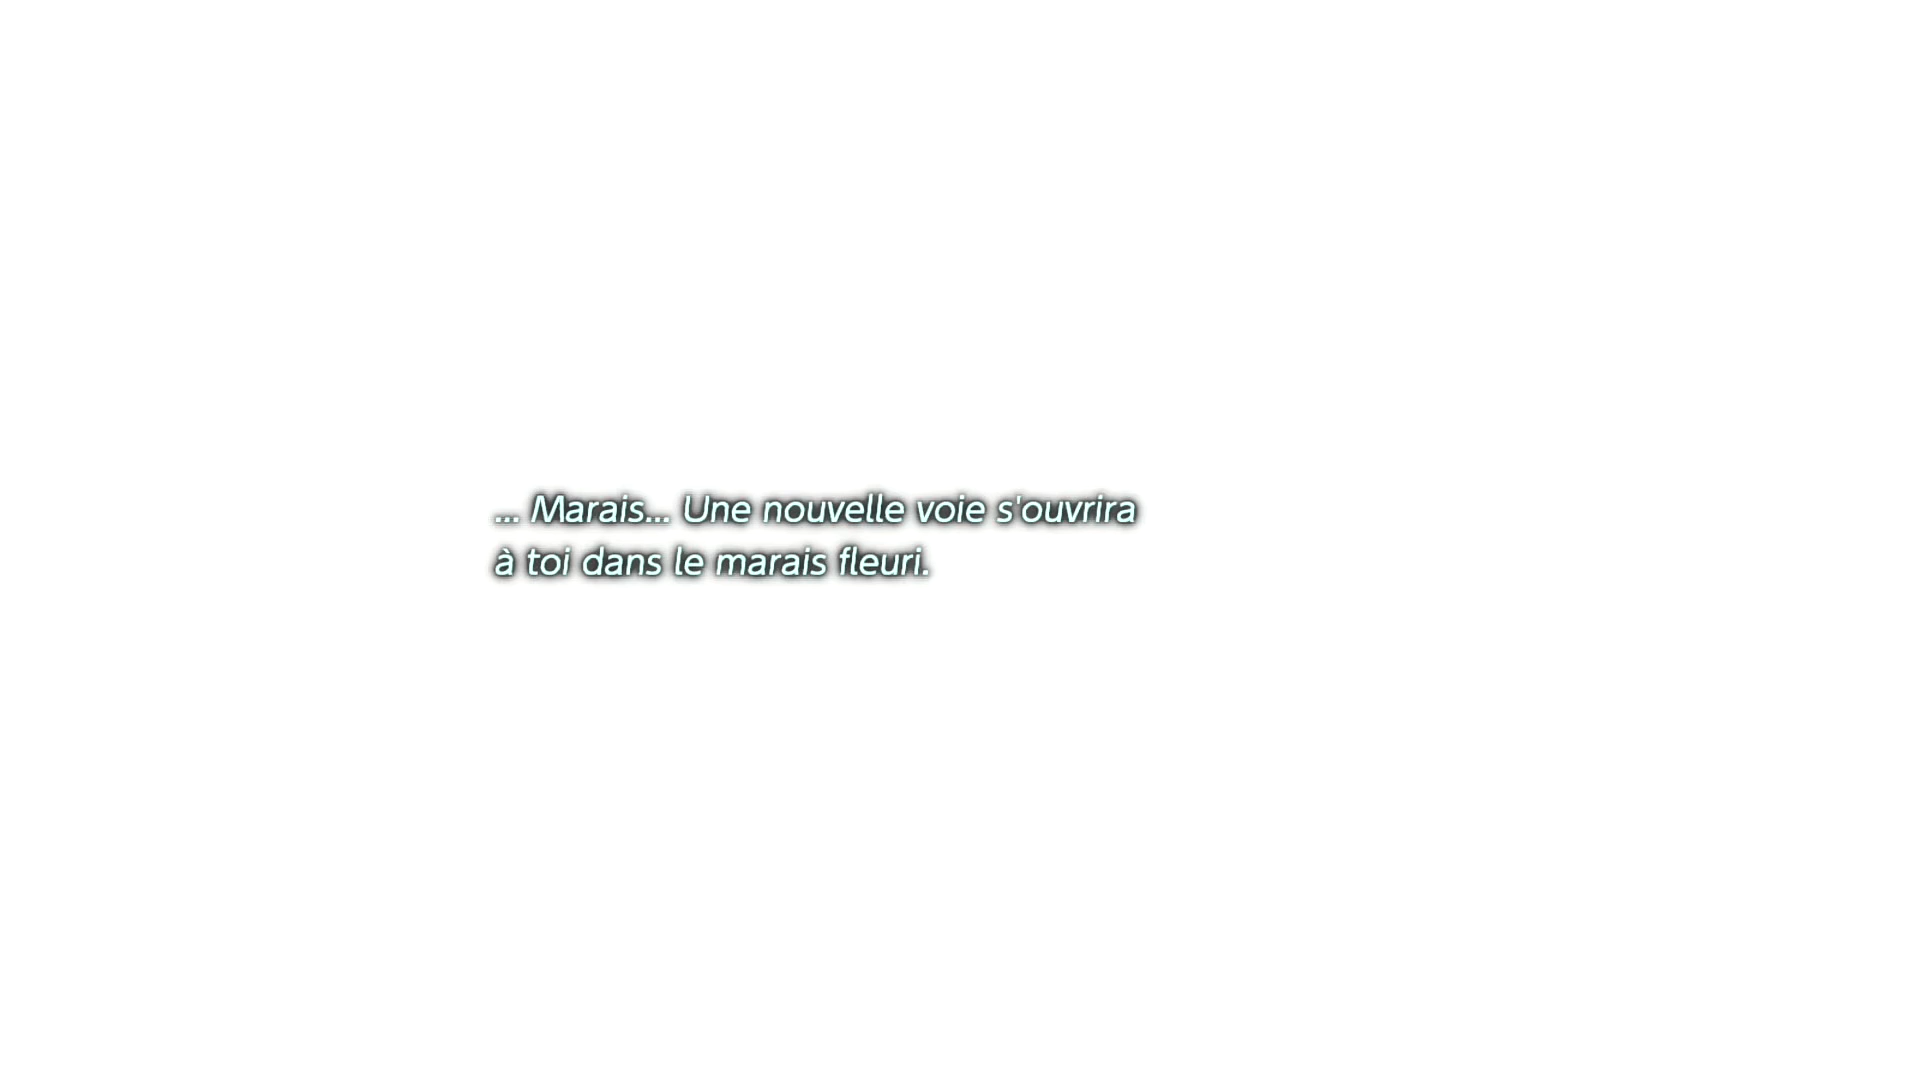 ... Marais... Une nouvelle voie s'ouvrira
à toi dans le marais fleuri.